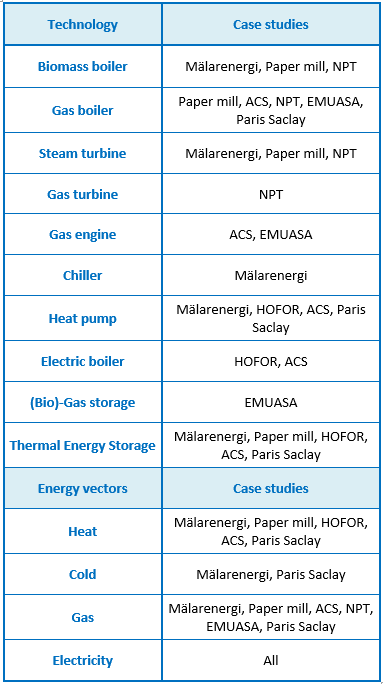 Technology Case studies
Biomass boiler Mälarenergi, Paper mill, NPT
Gas boiler Paper mill, ACS, NPT, EMUASA,
Paris Saclay
Steam turbine Mälarenergi, Paper mill, NPT
Gas turbine NPT
Gas engine ACS, EMUASA
Chiller Mälarenergi
Heat pump Mälarenergi, HOFOR, ACS, Paris
Saclay
Electric boiler HOFOR, ACS
(Bio)-Gas storage EMUASA
Thermal Energy Storage Mälarenergi, Paper mill, HOFOR,
ACS, Paris Saclay
Energy vectors Case studies
Heat Mälarenergi, Paper mill, HOFOR,
ACS, Paris Saclay
Cold Mälarenergi, Paris Saclay
Gas Mälarenergi, Paper mill, ACS, NPT,
EMUASA, Paris Saclay
Electricity All